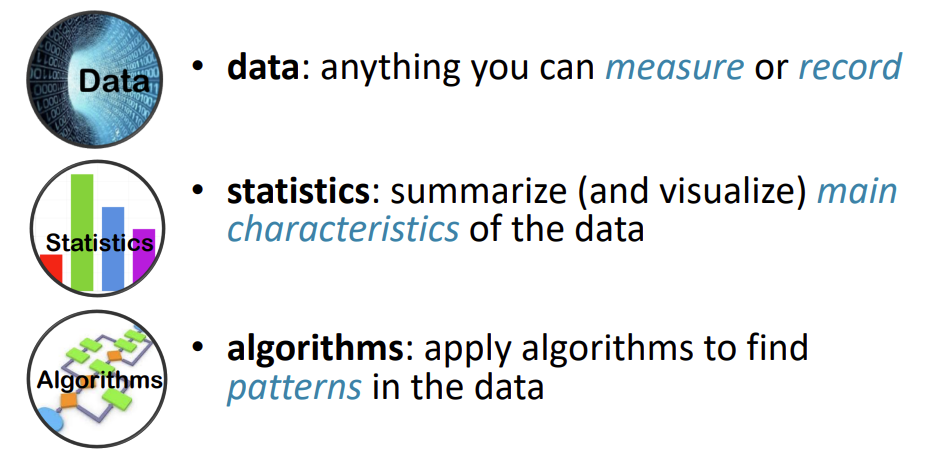 Data
• data: anything you can measure or record
Statistics
• statistics: summarize (and visualize) main
characteristics of the data
Algorithms
• algorithms: apply algorithms to find
patterns in the data